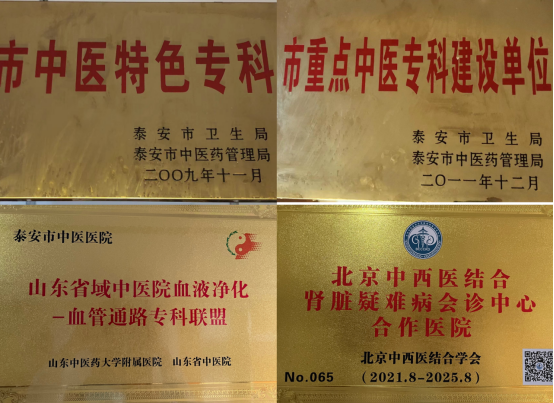 市中医特色专科
泰安市卫生局
泰安市中医药管理局
二〇〇九年十一月
市重点中医专科建设单位
泰安市卫生局
泰安市中医药管理局
二〇一一年十二月
泰安市中医医院
山东省域中医院血液净化
-血管通路专科联盟
山东中医药大学附属医院 山东省中医院
北京中西医结合
肾脏疑难病会诊中心
合作医院
北京中西医结合学会
No.065 (2021.8-2025.8)